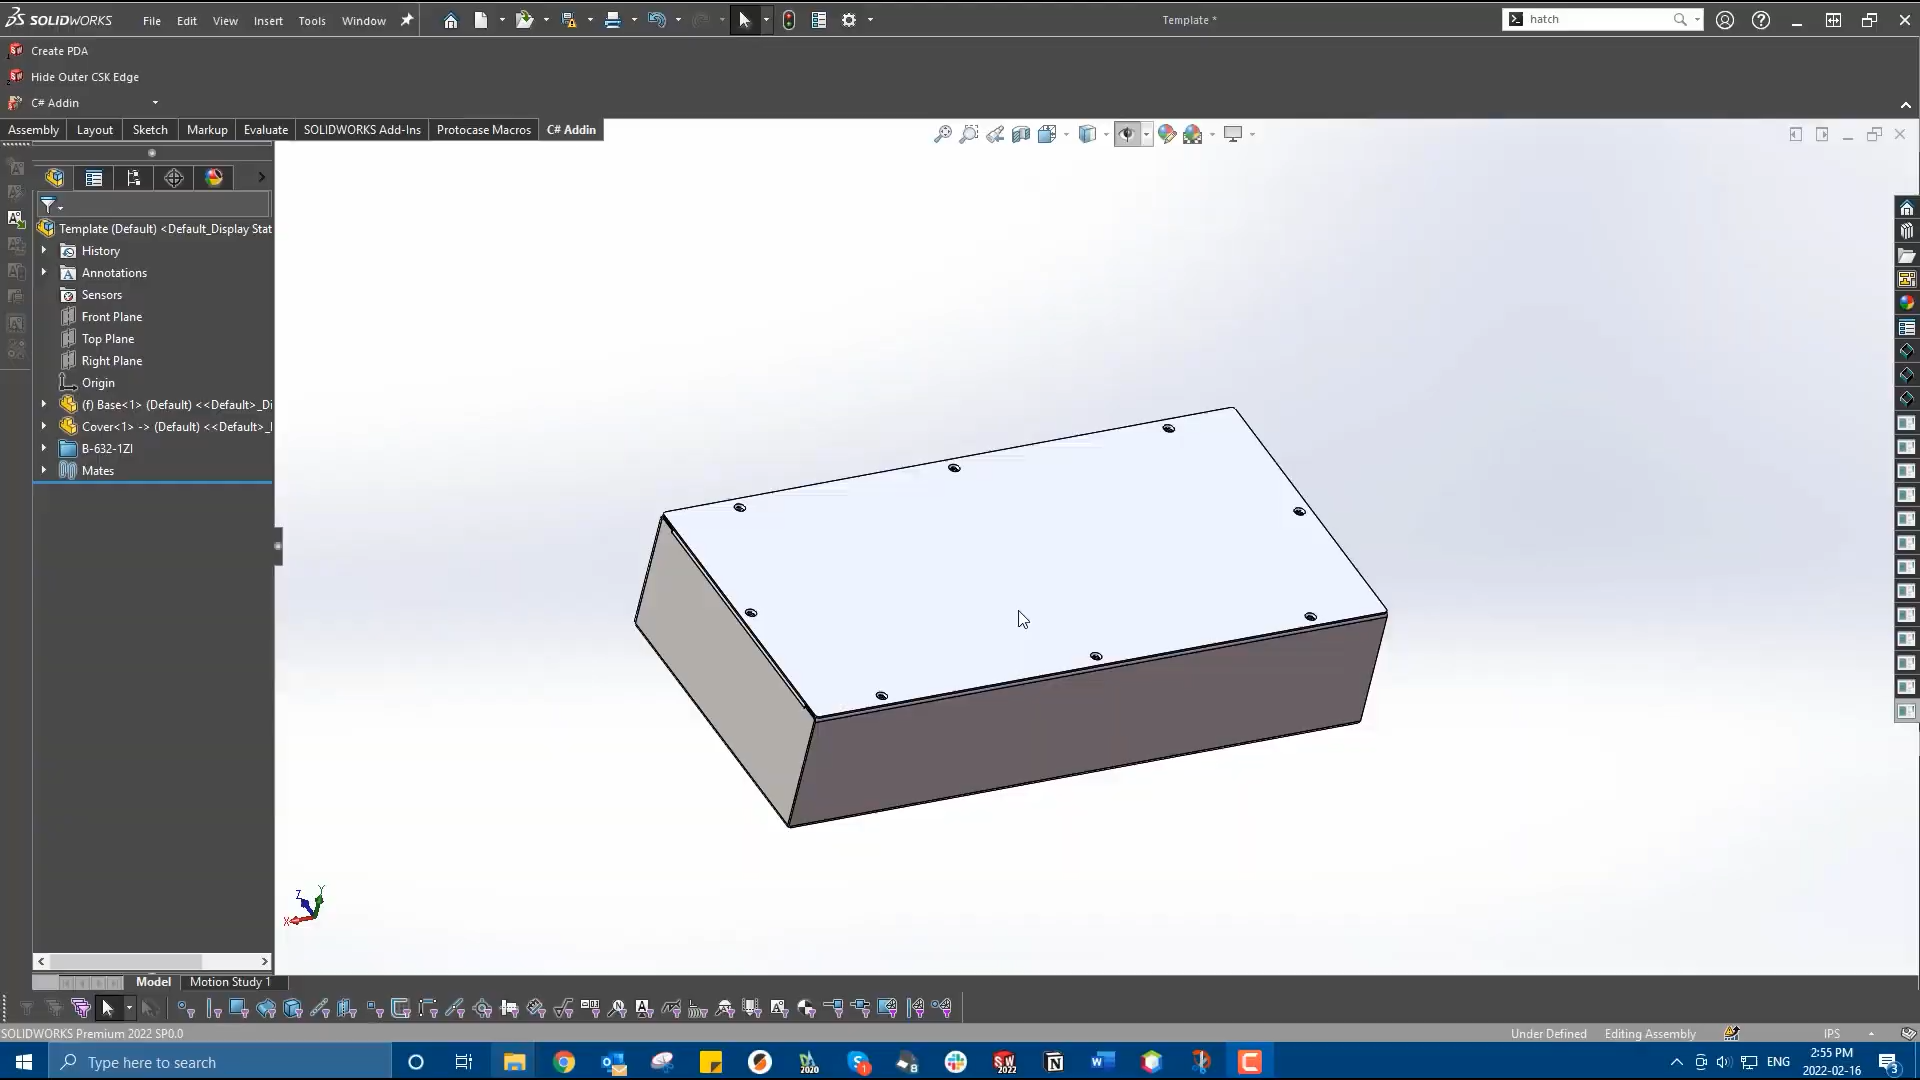 SOLIDWORKS File Edit View Insert Tools Window Template * hatch
Create PDA
Hide Outer CSK Edge
C# Addin
Assembly Layout Sketch Markup Evaluate SOLIDWORKS Add-Ins Protocase Macros C# Addin
Template (Default) <Default_Display Stat
History
Annotations
Sensors
Front Plane
Top Plane
Right Plane
Origin
(f) Base<1> (Default) <<Default>_Di
Cover<1> -> (Default) <<Default>_
B-632-1ZI
Mates
Z Y
X
Model Motion Study 1
SOLIDWORKS Premium 2022 SP0.0 Under Defined Editing Assembly IPS
Type here to search ENG 2:55 PM
2022-02-16